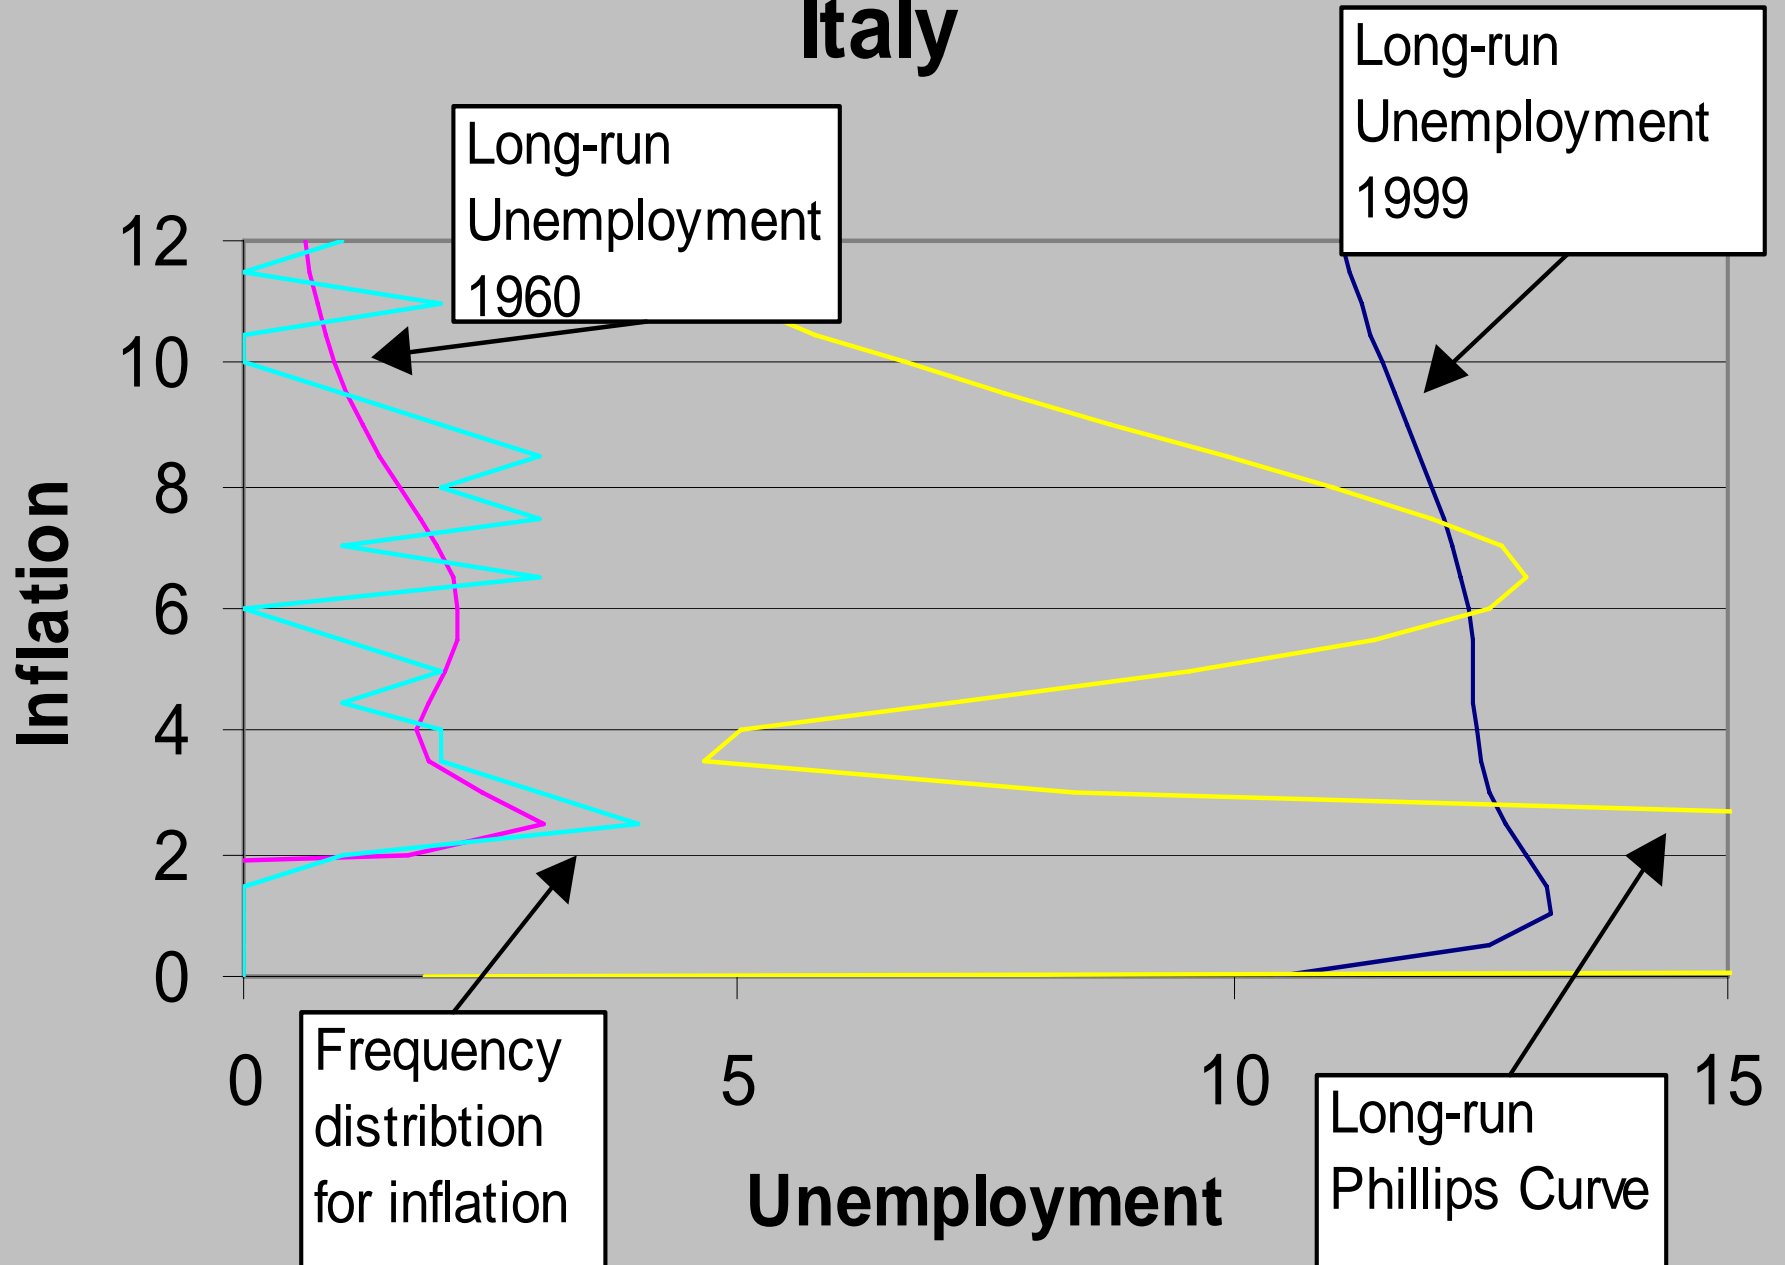 Italy
Long-run
Unemployment
1960
Long-run
Unemployment
1999
Inflation
12
10
8
6
4
2
0
0
5
10
15
Unemployment
Frequency
distribtion
for inflation
Long-run
Phillips Curve